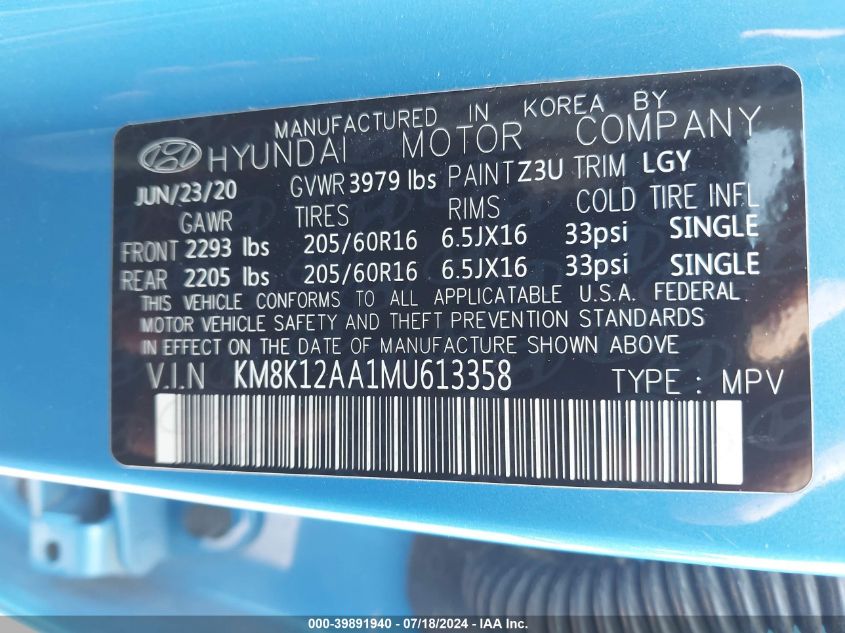 MANUFACTURED IN KOREA BY
HYUNDAI MOTOR COMPANY
JUN/23/20 GVWR 3979 lbs PAINT Z3U TRIM LGY
GAWR TIRES RIMS COLD TIRE INFL
FRONT 2293 lbs 205/60R16 6.5JX16 33psi SINGLE
REAR 2205 lbs 205/60R16 6.5JX16 33psi SINGLE
THIS VEHICLE CONFORMS TO ALL APPLICATABLE U.S.A. FEDERAL
MOTOR VEHICLE SAFETY AND THEFT PREVENTION STANDARDS
IN EFFECT ON THE DATE OF MANUFACTURE SHOWN ABOVE
V.I.N KM8K12AA1MU613358 TYPE : MPV
000-39891940 - 07/18/2024 - IAAI.com